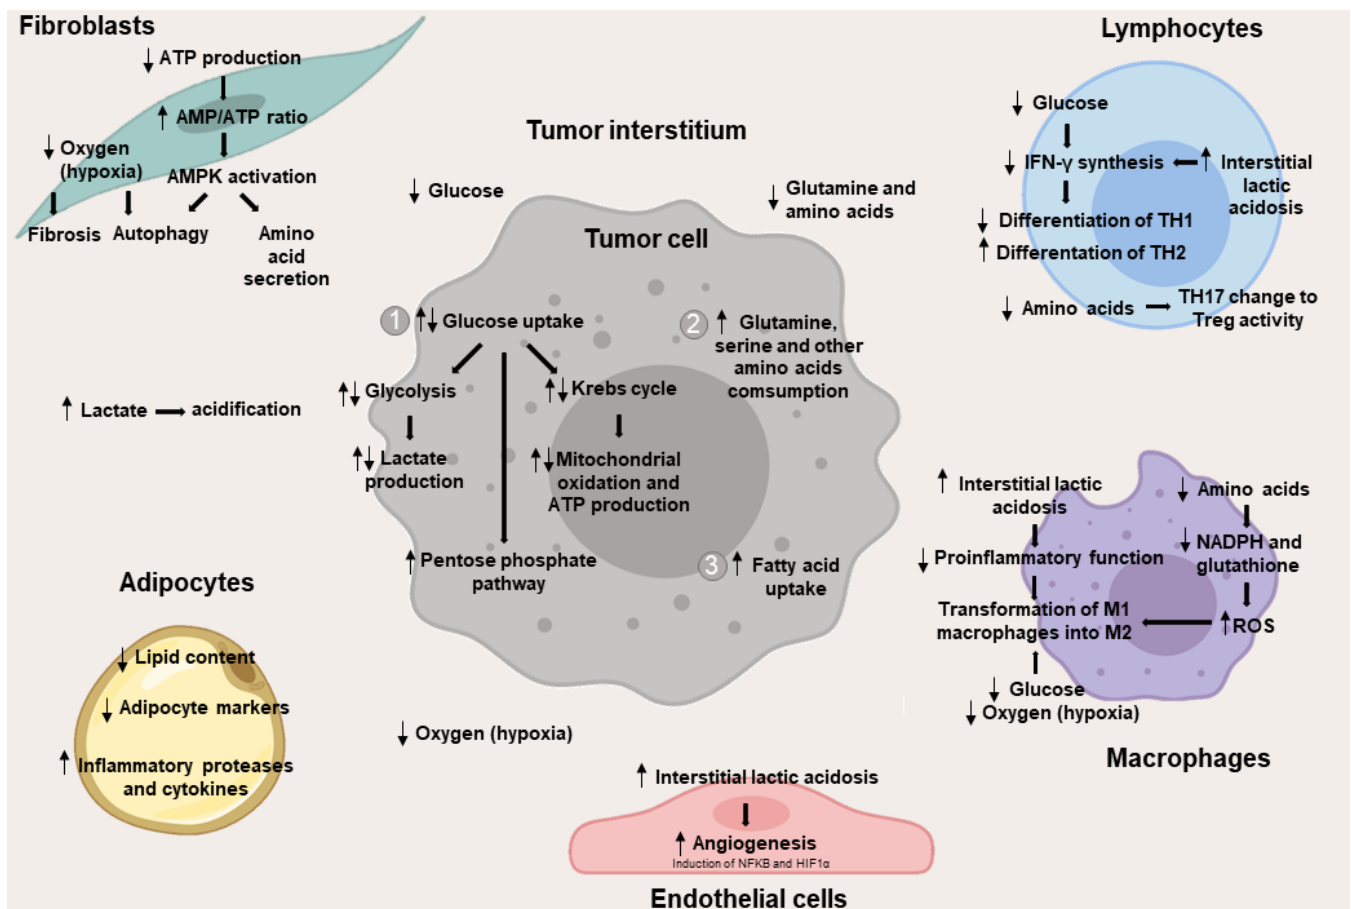 Fibroblasts
↓ ATP production
↑ AMP/ATP ratio
↓ Oxygen
(hypoxia)
AMPK activation
Fibrosis
Autophagy
Amino
acid
secretion
Tumor interstitium
↓ Glucose
↓ Glutamine and
amino acids
Tumor cell
1 ↑↓ Glucose uptake
↑↓ Glycolysis
↑↓ Krebs cycle
↑↓ Lactate
production
↑↓ Mitochondrial
oxidation and
ATP production
↑ Pentose phosphate
pathway
2 ↑ Glutamine,
serine and other
amino acids
comsumption
3 ↑ Fatty acid
uptake
↑ Lactate → acidification
↓ Oxygen (hypoxia)
Lymphocytes
↓ Glucose
↓ IFN-γ synthesis ← ↑ Interstitial
lactic
acidosis
↓ Differentiation of TH1
↑ Differentation of TH2
↓ Amino acids → TH17 change to
Treg activity
Adipocytes
↓ Lipid content
↓ Adipocyte markers
↑ Inflammatory proteases
and cytokines
↑ Interstitial lactic
acidosis
↓ Amino acids
↓ Proinflammatory function
↓ NADPH and
glutathione
Transformation of M1
macrophages into M2
↑ ROS
↓ Glucose
↓ Oxygen (hypoxia)
Macrophages
↑ Interstitial lactic acidosis
↑ Angiogenesis
Induction of NFKB and HIF1α
Endothelial cells